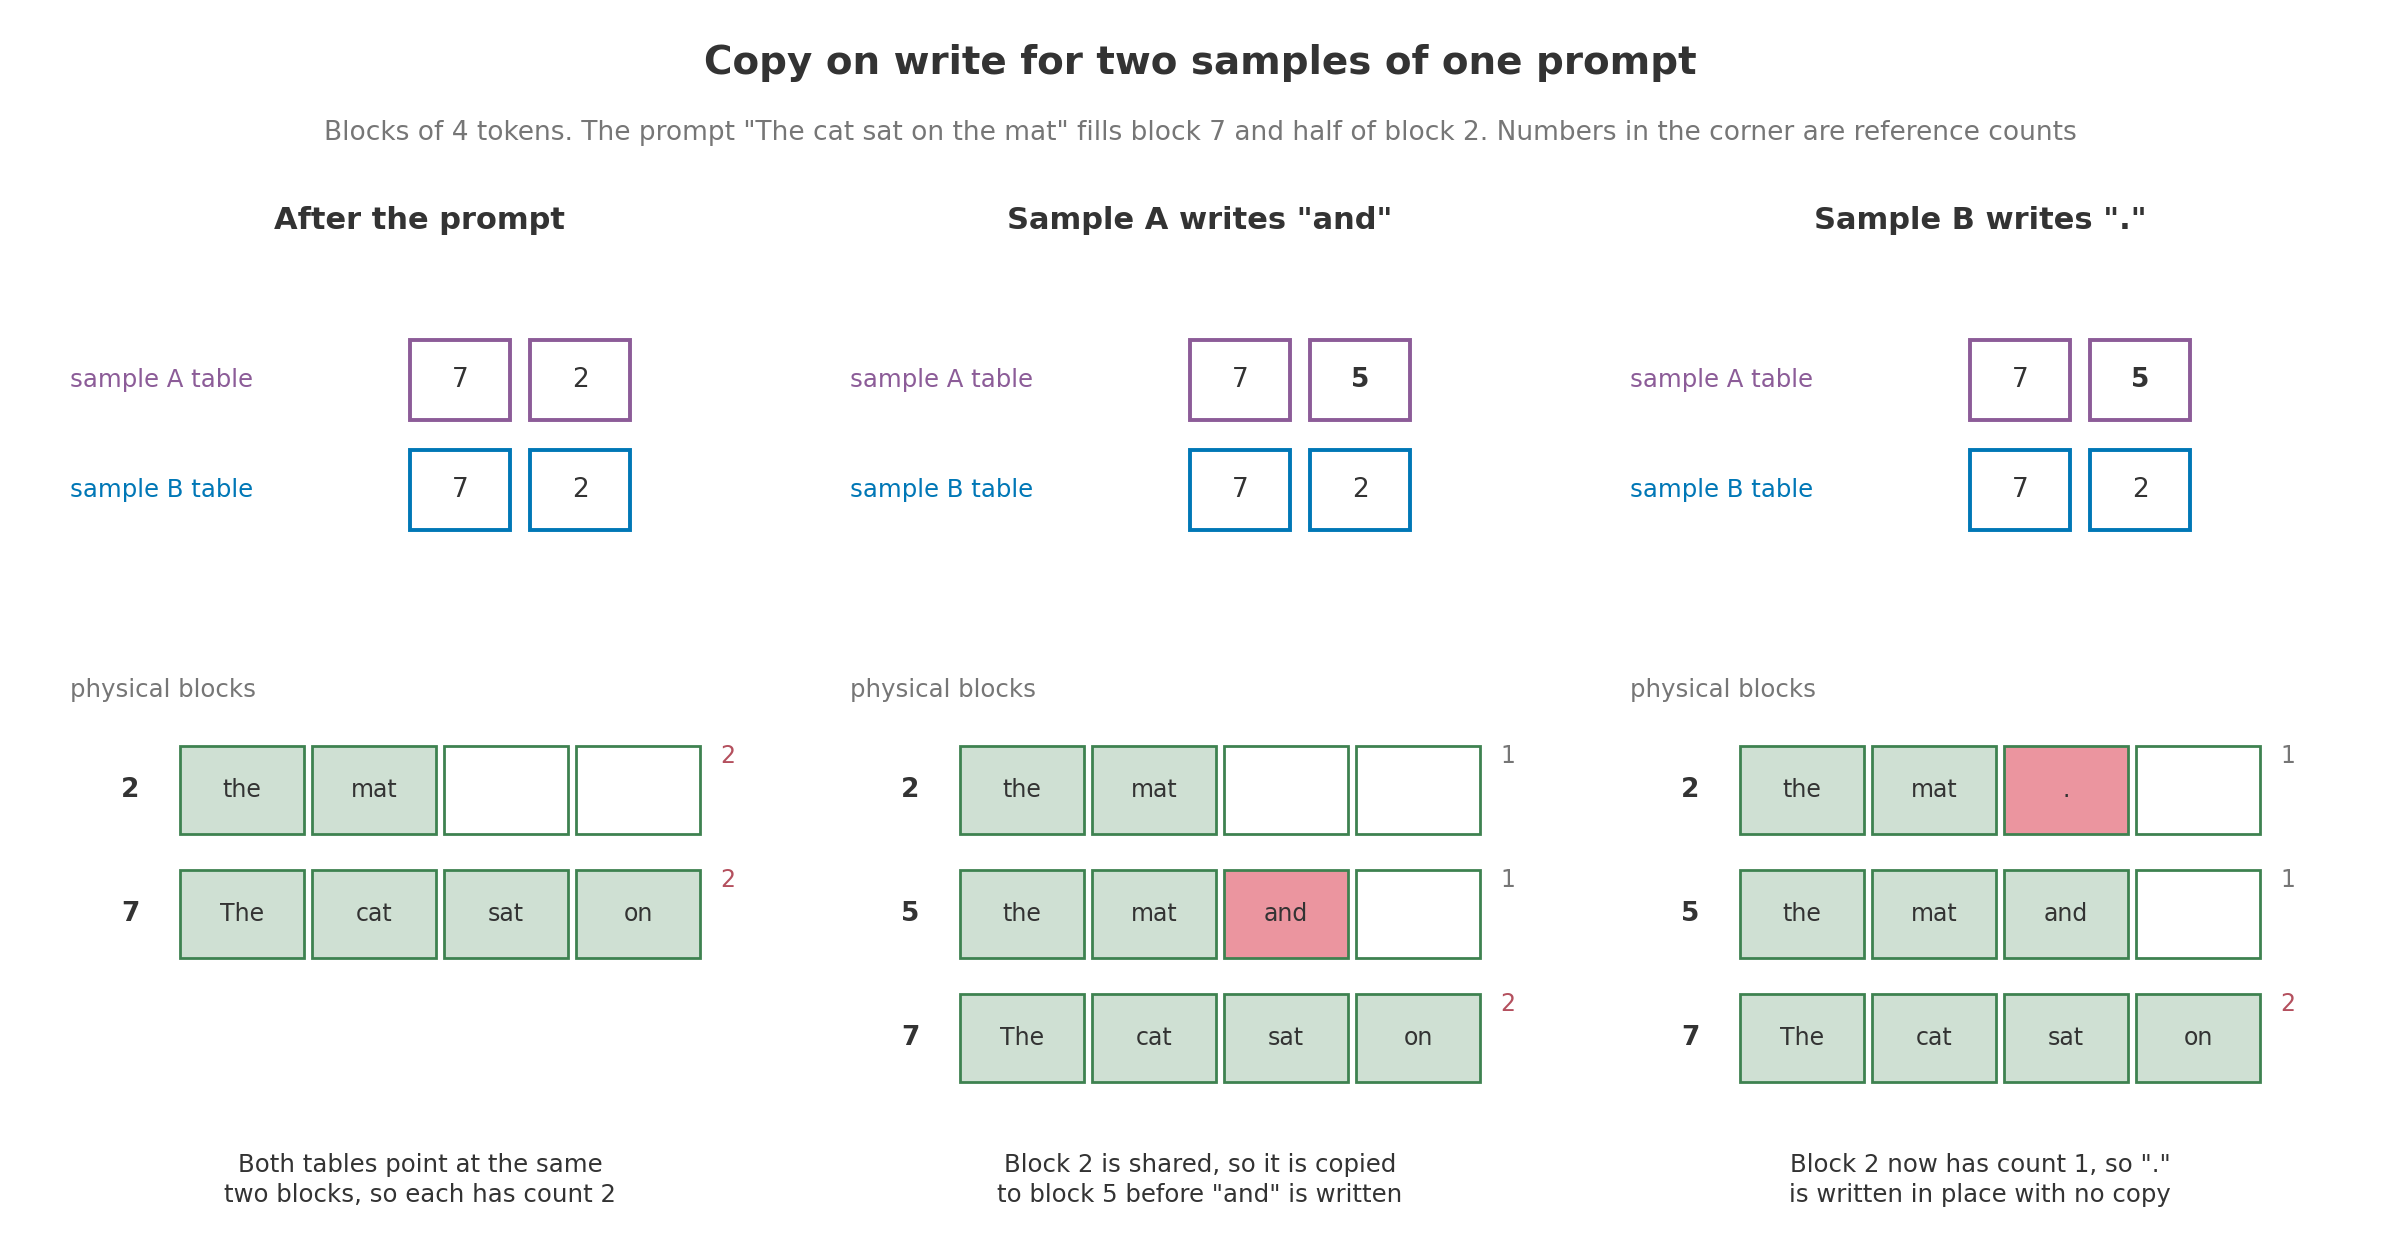 Copy on write for two samples of one prompt
Blocks of 4 tokens. The prompt "The cat sat on the mat" fills block 7 and half of block 2. Numbers in the corner are reference counts
After the prompt
sample A table 7 2
sample B table 7 2
physical blocks
2 the mat 2
7 The cat sat on 2
Both tables point at the same
two blocks, so each has count 2
Sample A writes "and"
sample A table 7 5
sample B table 7 2
physical blocks
2 the mat 1
5 the mat and 1
7 The cat sat on 2
Block 2 is shared, so it is copied
to block 5 before "and" is written
Sample B writes "."
sample A table 7 5
sample B table 7 2
physical blocks
2 the mat . 1
5 the mat and 1
7 The cat sat on 2
Block 2 now has count 1, so "."
is written in place with no copy